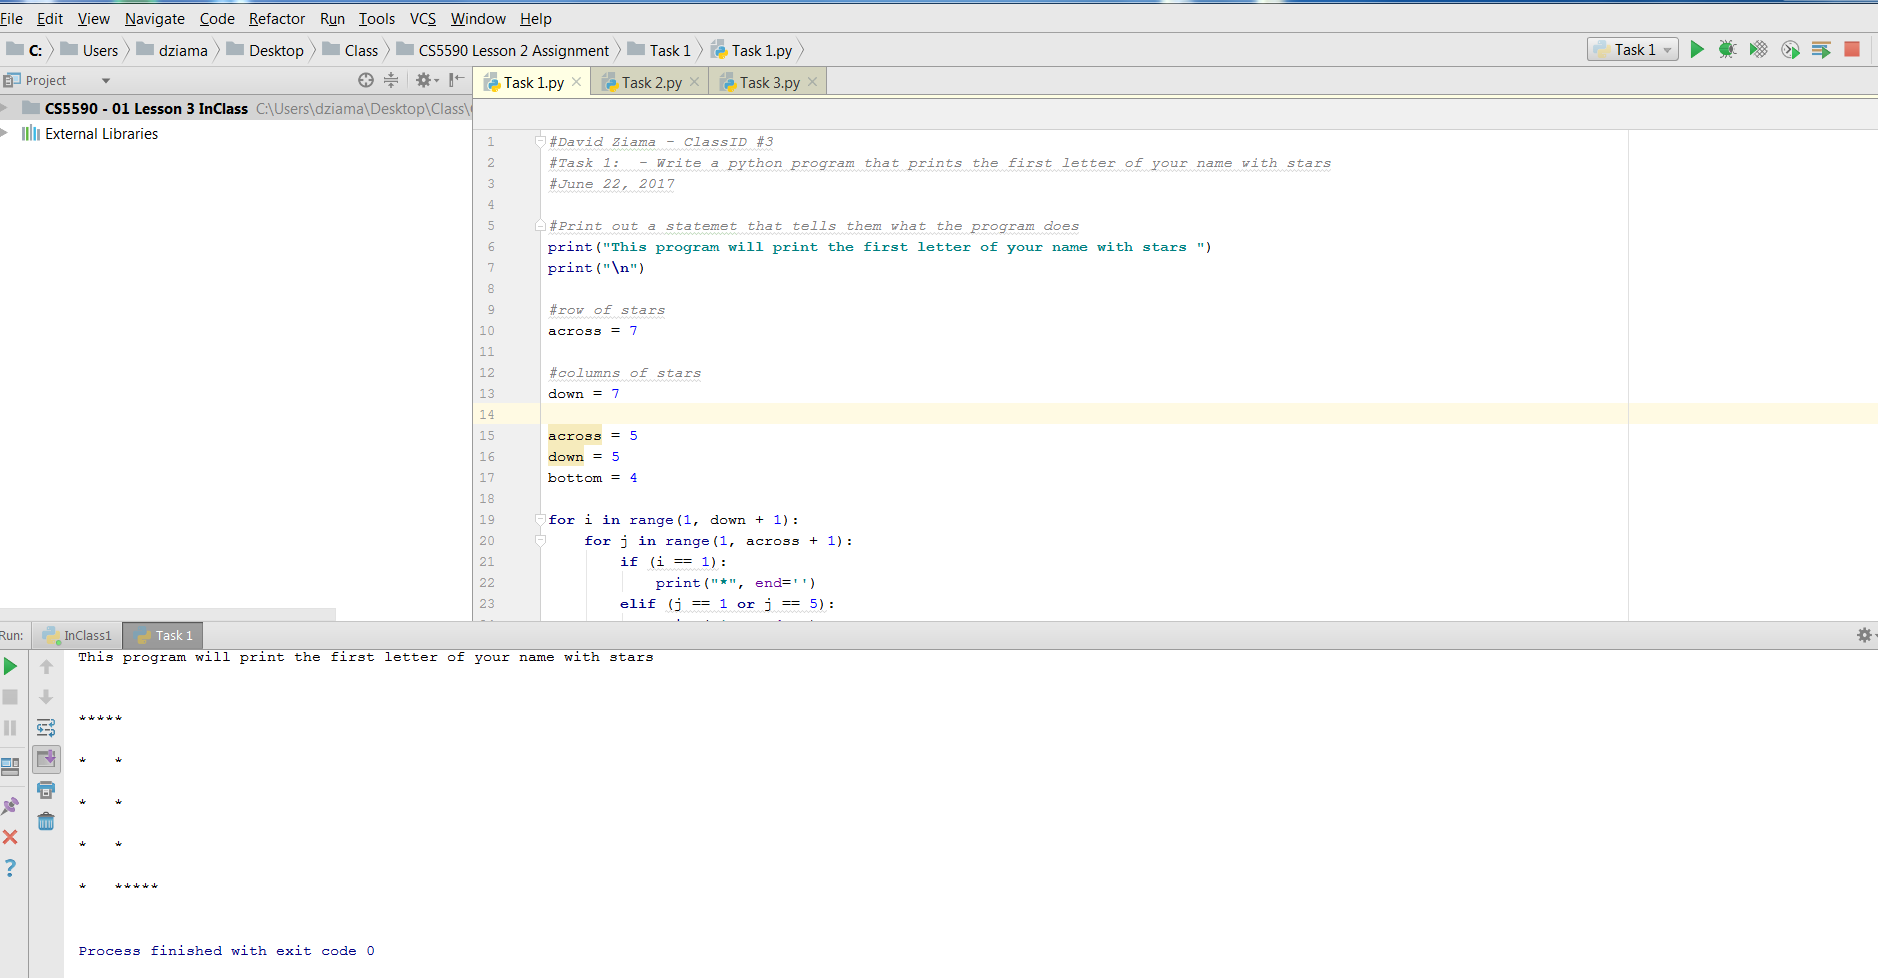 File Edit View Navigate Code Refactor Run Tools VCS Window Help
C: Users dziama Desktop Class CS5590 Lesson 2 Assignment Task 1 Task 1.py Task 1
Project Task 1.py Task 2.py Task 3.py
CS5590 - 01 Lesson 3 InClass C:\Users\dziama\Desktop\Class\
External Libraries
1 #David Ziama - ClassID #3
2 #Task 1:  - Write a python program that prints the first letter of your name with stars
3 #June 22, 2017
4
5 #Print out a statemet that tells them what the program does
6 print("This program will print the first letter of your name with stars ")
7 print("\n")
8
9 #row of stars
10 across = 7
11
12 #columns of stars
13 down = 7
14
15 across = 5
16 down = 5
17 bottom = 4
18
19 for i in range(1, down + 1):
20     for j in range(1, across + 1):
21         if (i == 1):
22             print("*", end='')
23         elif (j == 1 or j == 5):
Run: InClass1 Task 1
This program will print the first letter of your name with stars
*****
*   *
*   *
*   *
*   *****
Process finished with exit code 0